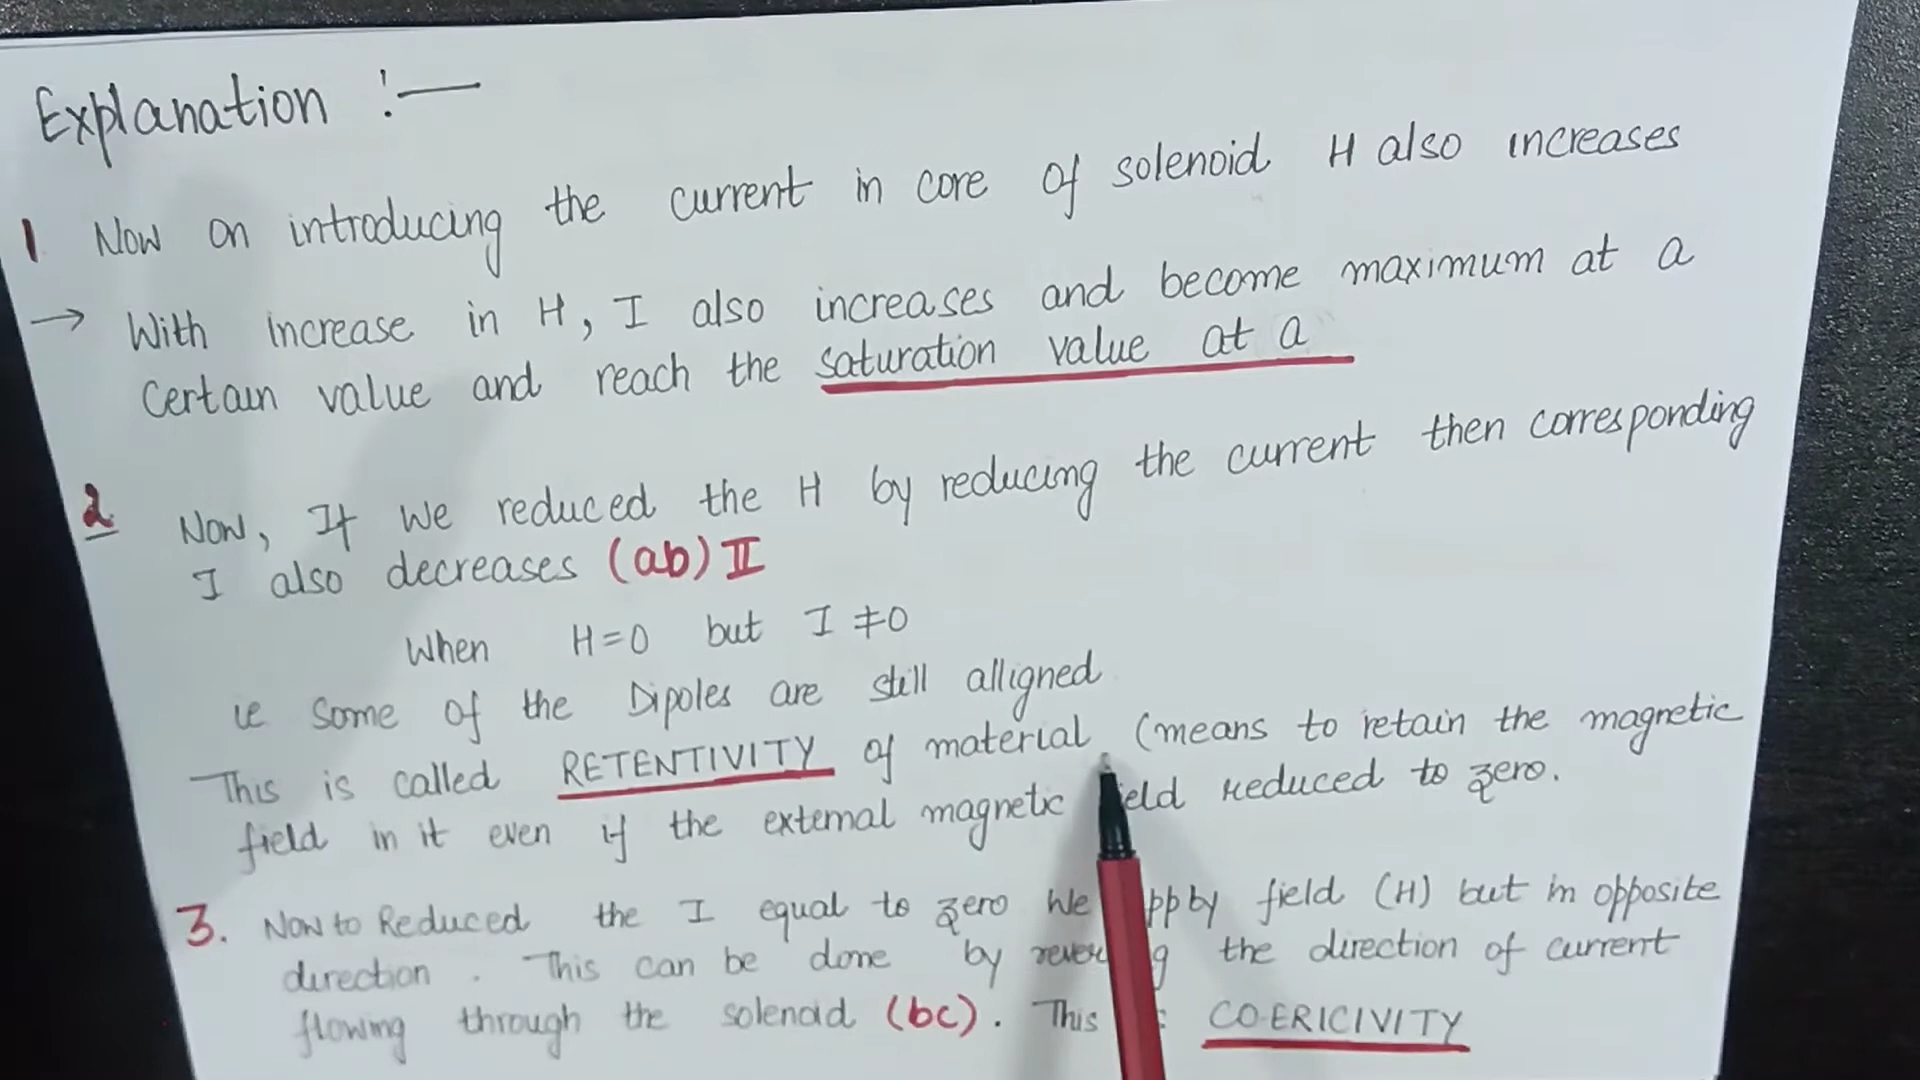 Explanation :—
1. Now on introducing the current in core of solenoid H also increases
→ With increase in H, I also increases and become maximum at a
certain value and reach the saturation value at a
2 Now, If we reduced the H by reducing the current then corresponding
I also decreases (ab) II
When H=0 but I ≠0
ie some of the Dipoles are still alligned
This is called RETENTIVITY of material (means to retain the magnetic
field in it even if the external magnetic reduced to zero.
3. Now to Reduced the I equal to zero We field (H) but in opposite
direction . This can be done by the direction of current
flowing through the solenoid (bc). This CO-ERICIVITY